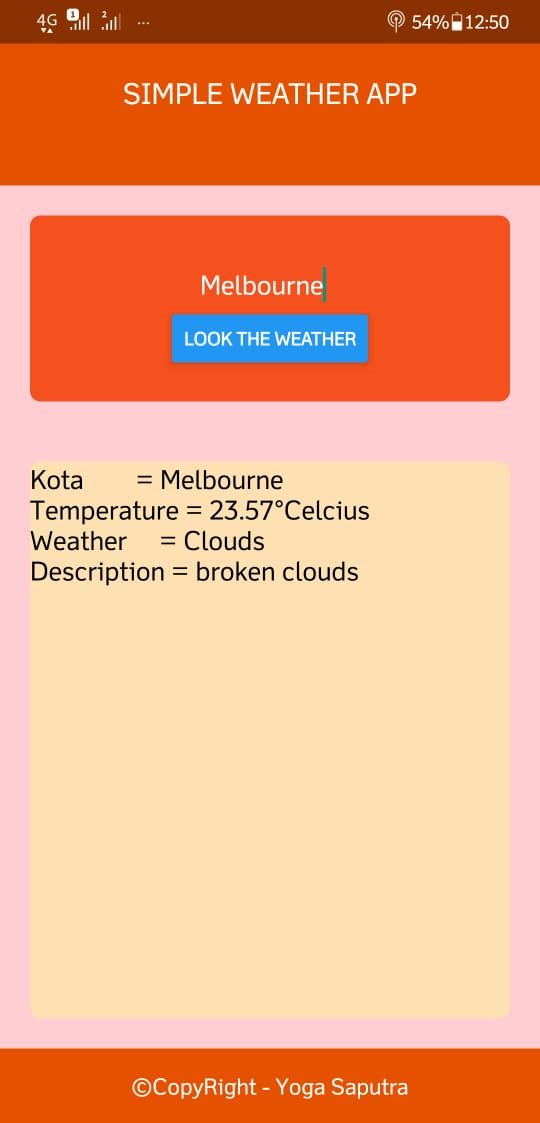 4G 1 2 ... 54% 12:50
SIMPLE WEATHER APP
Melbourne
LOOK THE WEATHER
Kota = Melbourne
Temperature = 23.57°Celcius
Weather = Clouds
Description = broken clouds
©CopyRight - Yoga Saputra